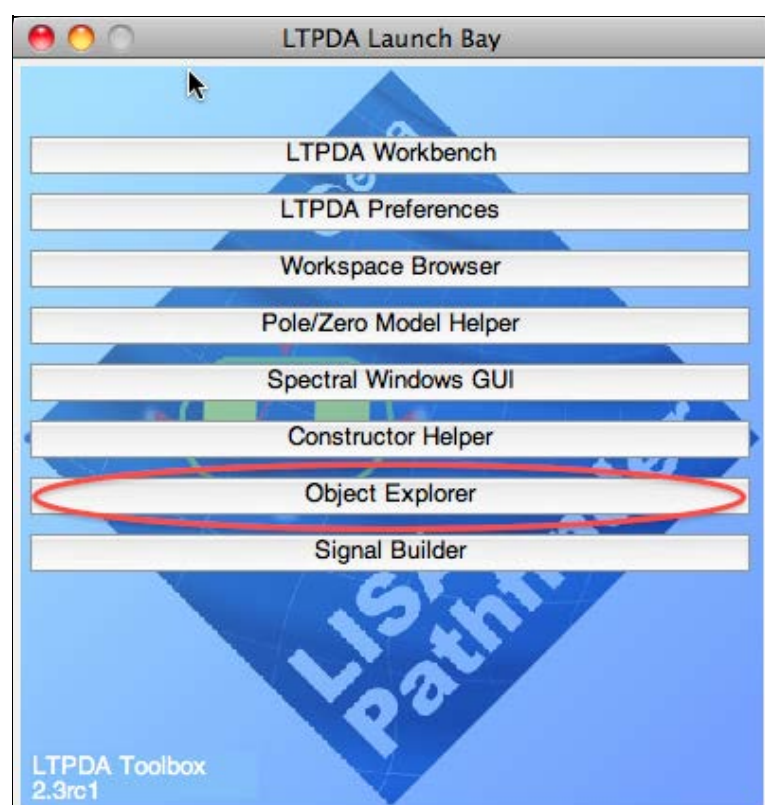 LTPDA Launch Bay
LTPDA Workbench
LTPDA Preferences
Workspace Browser
Pole/Zero Model Helper
Spectral Windows GUI
Constructor Helper
Object Explorer
Signal Builder
LISA
Pathfinder
LTPDA Toolbox
2.3rc1